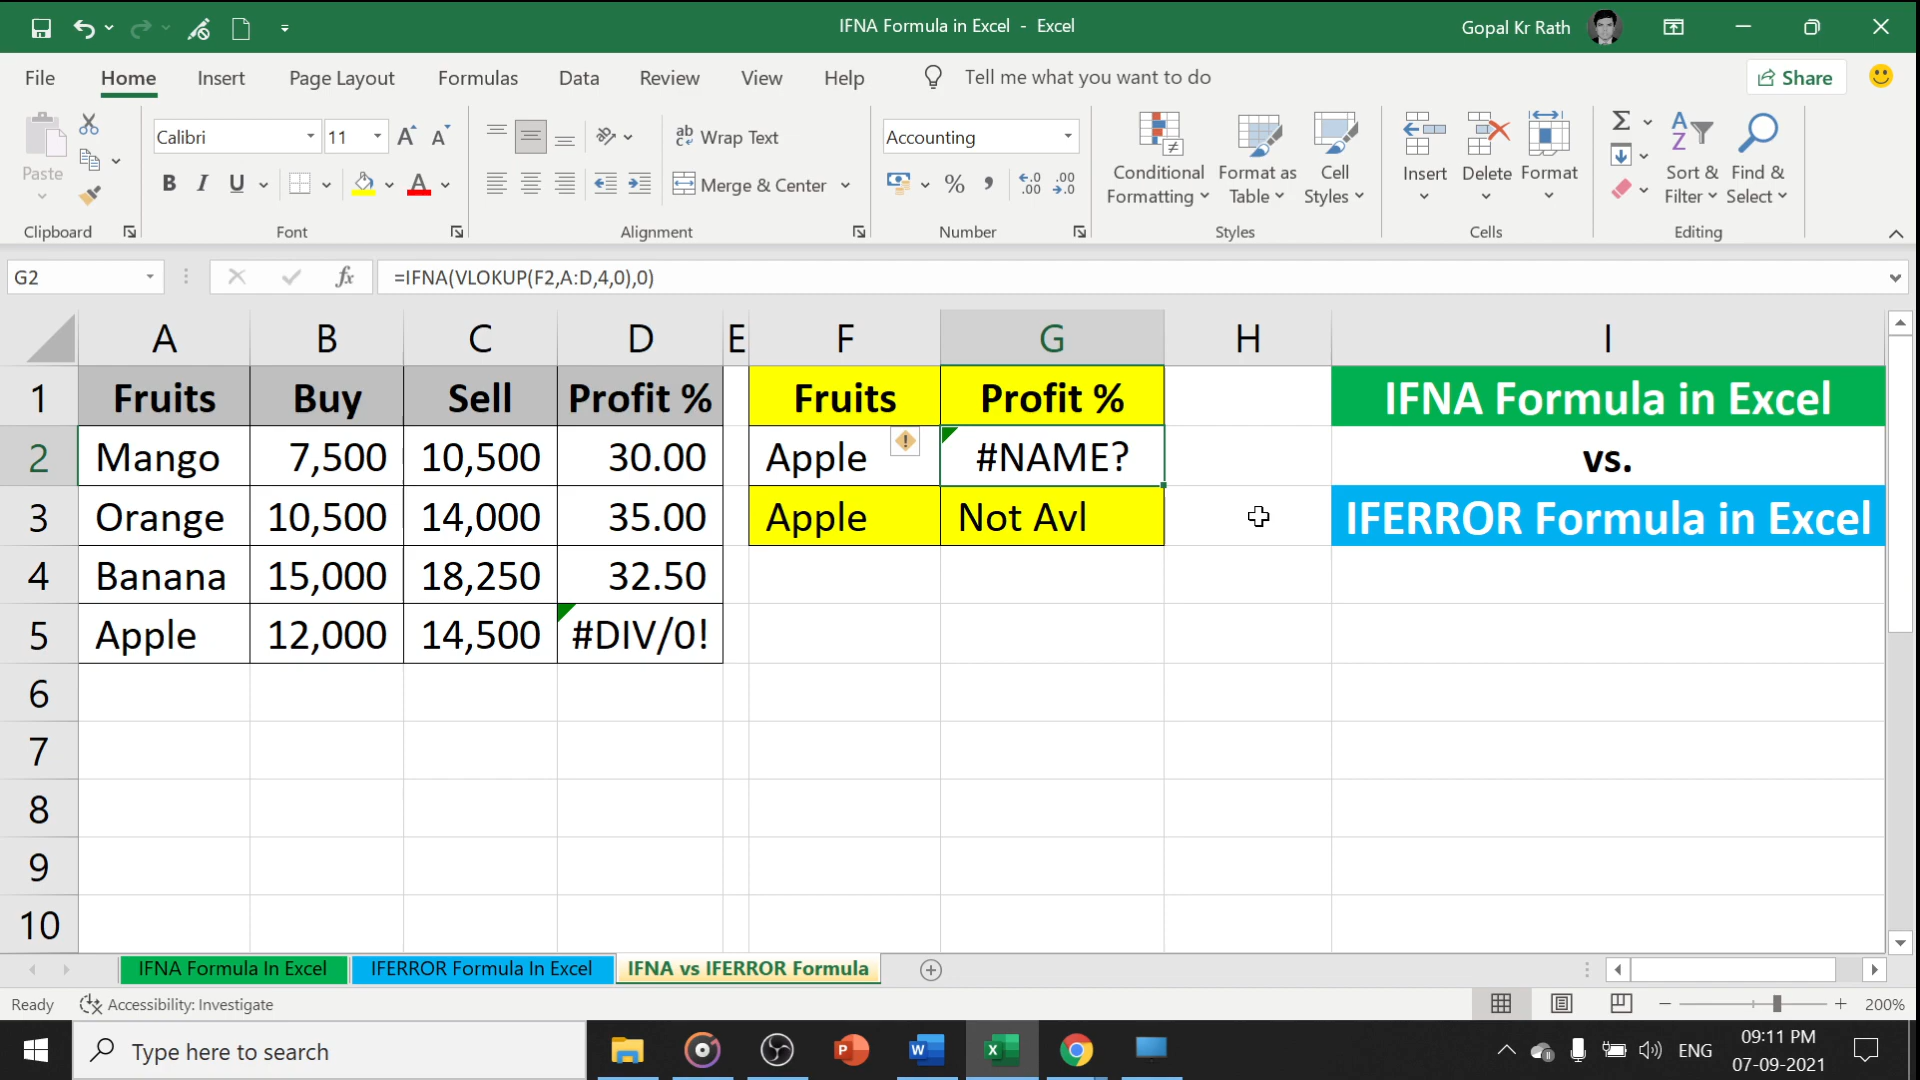 IFNA Formula in Excel - Excel
Gopal Kr Rath
File Home Insert Page Layout Formulas Data Review View Help Tell me what you want to do Share
Paste
Clipboard
Calibri 11
B I U
Font
Wrap Text
Merge & Center
Alignment
Accounting
Number
Conditional Formatting
Format as Table
Cell Styles
Styles
Insert
Delete
Format
Cells
Sort & Filter
Find & Select
Editing
G2 fx =IFNA(VLOKUP(F2,A:D,4,0),0)
A B C D E F G H I
1 Fruits Buy Sell Profit % Fruits Profit % IFNA Formula in Excel
2 Mango 7,500 10,500 30.00 Apple #NAME? vs.
3 Orange 10,500 14,000 35.00 Apple Not Avl IFERROR Formula in Excel
4 Banana 15,000 18,250 32.50
5 Apple 12,000 14,500 #DIV/0!
6
7
8
9
10
IFNA Formula In Excel IFERROR Formula In Excel IFNA vs IFERROR Formula
Ready Accessibility: Investigate 200%
Type here to search
ENG
09:11 PM
07-09-2021